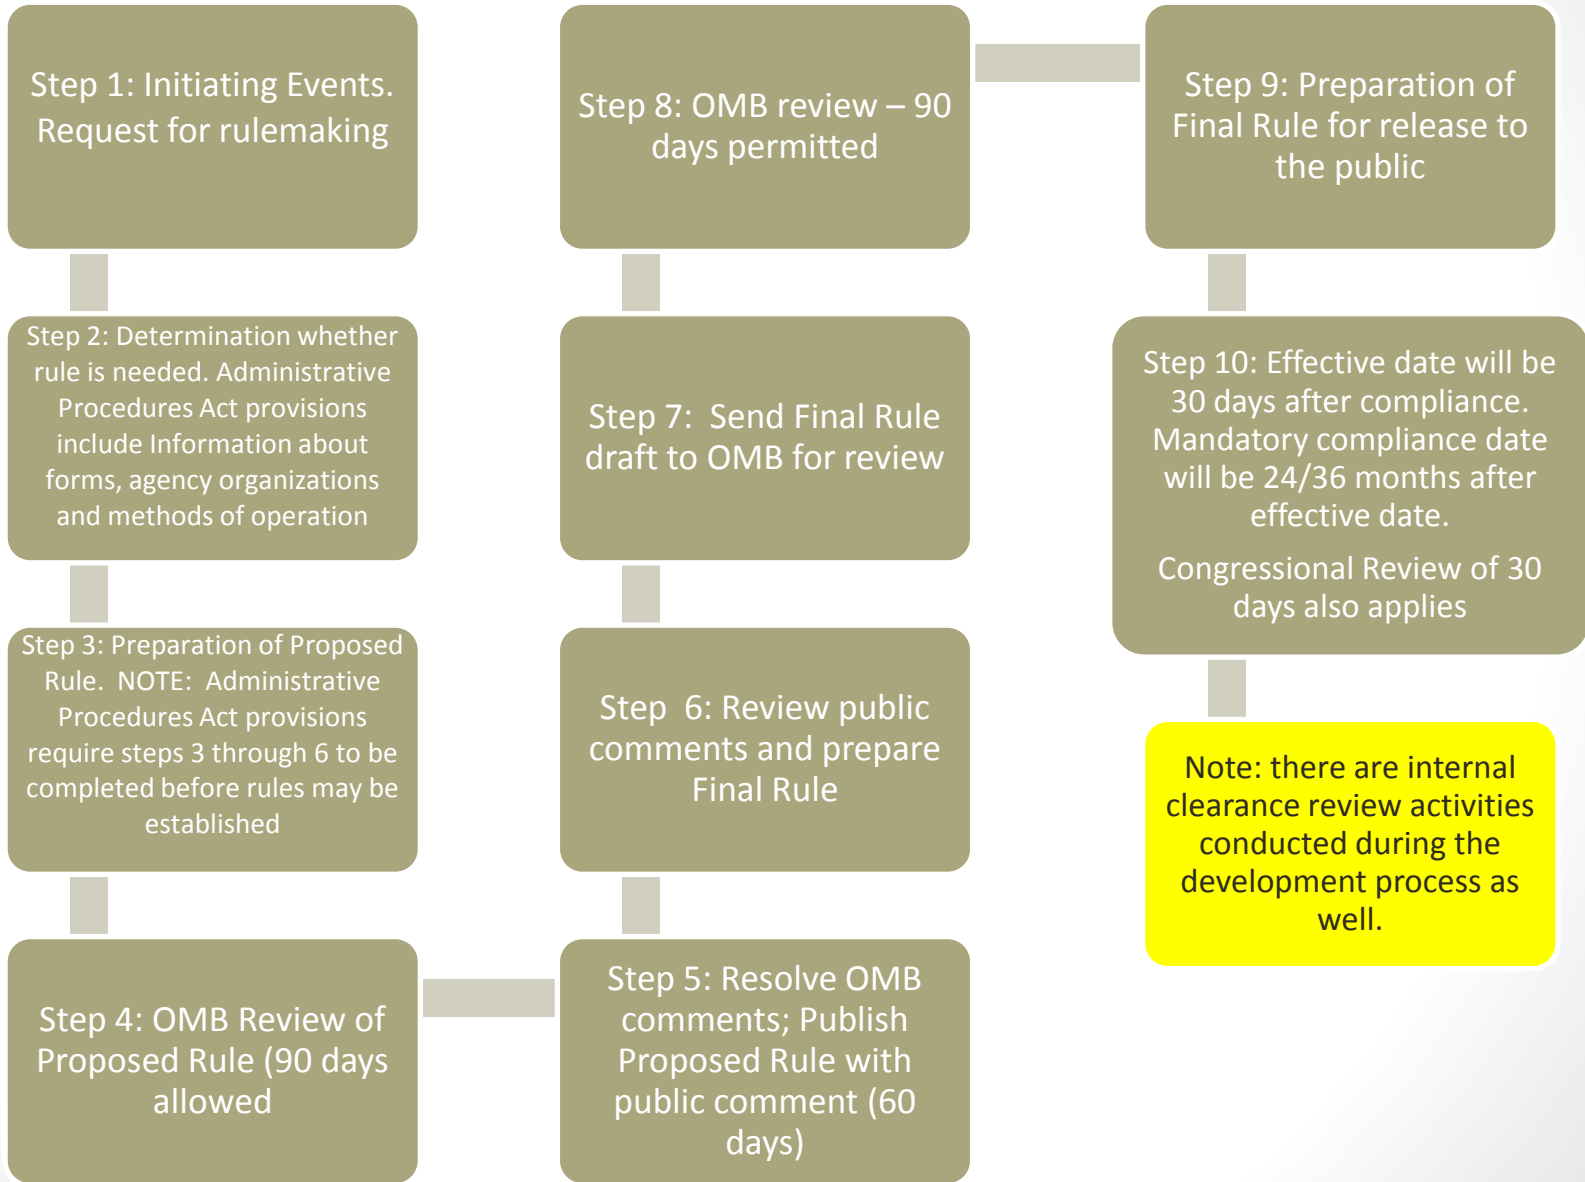 Step 1: Initiating Events.
Request for rulemaking
Step 2: Determination whether
rule is needed. Administrative
Procedures Act provisions
include Information about
forms, agency organizations
and methods of operation
Step 3: Preparation of Proposed
Rule.  NOTE:  Administrative
Procedures Act provisions
require steps 3 through 6 to be
completed before rules may be
established
Step 4: OMB Review of
Proposed Rule (90 days
allowed
Step 5: Resolve OMB
comments; Publish
Proposed Rule with
public comment (60
days)
Step  6: Review public
comments and prepare
Final Rule
Step 7:  Send Final Rule
draft to OMB for review
Step 8: OMB review – 90
days permitted
Step 9: Preparation of
Final Rule for release to
the public
Step 10: Effective date will be
30 days after compliance.
Mandatory compliance date
will be 24/36 months after
effective date.
Congressional Review of 30
days also applies
Note: there are internal
clearance review activities
conducted during the
development process as
well.